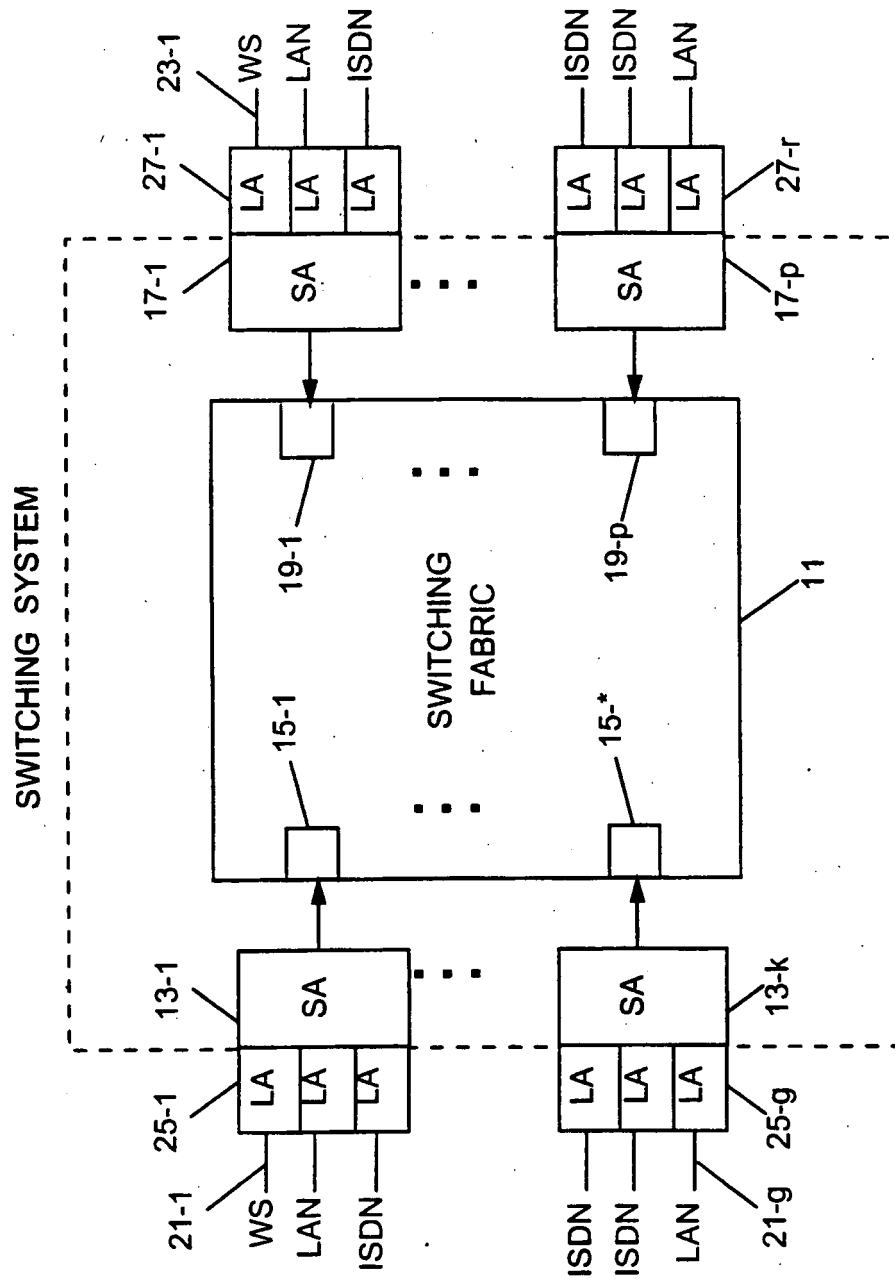 SWITCHING SYSTEM
21-1
25-1
13-1
17-1
27-1
23-1
WS
LA
LA
WS
LAN
LA
SA
SA
LA
LAN
ISDN
LA
LA
ISDN
15-1
19-1
SWITCHING
FABRIC
15-*
19-p
ISDN
LA
LA
ISDN
ISDN
LA
SA
SA
LA
ISDN
LAN
LA
LA
LAN
21-g
25-g
13-k
11
17-p
27-r